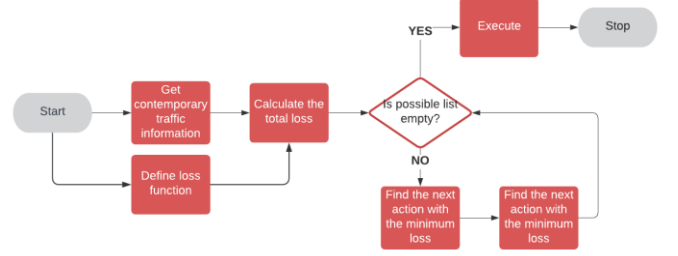 YES
Execute
Stop
Start
Get
contemporary
traffic
information
Calculate the
total loss
Is possible list
empty?
Define loss
function
NO
Find the next
action with
the minimum
loss
Find the next
action with
the minimum
loss